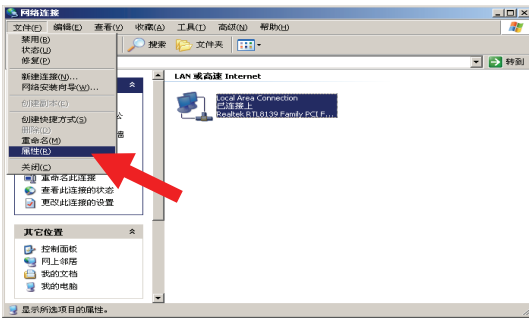 网络连接
文件(F) 编辑(E) 查看(V) 收藏(A) 工具(T) 高级(N) 帮助(H)
禁用(B)
状态(U)
修复(P)
搜索 文件夹
转到
新建连接(N)...
网络安装向导(W)...
创建副本(E)
创建快捷方式(S)
删除(D)
重命名(M)
属性(R)
关闭(C)
重命名此连接
查看此连接的状态
更改此连接的设置
其它位置
控制面板
网上邻居
我的文档
我的电脑
LAN 或高速 Internet
Local Area Connection
已连接上
Realtek RTL8139 Family PCI F...
显示所选项目的属性。